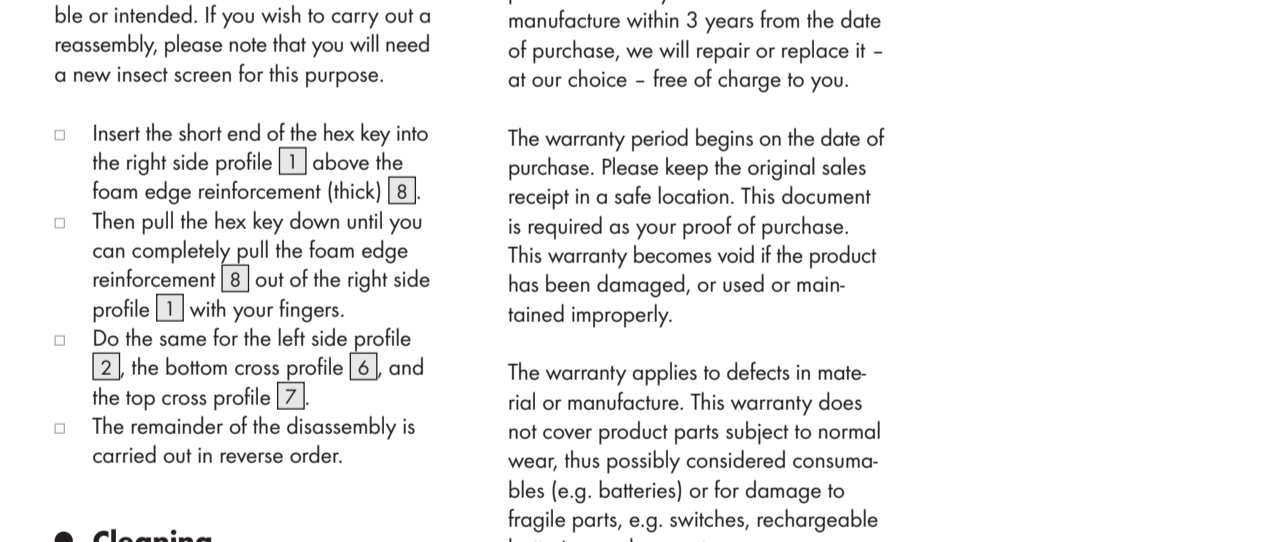 ble or intended. If you wish to carry out a
reassembly, please note that you will need
a new insect screen for this purpose.
□ Insert the short end of the hex key into
the right side profile 1 above the
foam edge reinforcement (thick) 8.
□ Then pull the hex key down until you
can completely pull the foam edge
reinforcement 8 out of the right side
profile 1 with your fingers.
□ Do the same for the left side profile
2, the bottom cross profile 6, and
the top cross profile 7.
□ The remainder of the disassembly is
carried out in reverse order.
● Cleaning
manufacture within 3 years from the date
of purchase, we will repair or replace it –
at our choice – free of charge to you.
The warranty period begins on the date of
purchase. Please keep the original sales
receipt in a safe location. This document
is required as your proof of purchase.
This warranty becomes void if the product
has been damaged, or used or main-
tained improperly.
The warranty applies to defects in mate-
rial or manufacture. This warranty does
not cover product parts subject to normal
wear, thus possibly considered consuma-
bles (e.g. batteries) or for damage to
fragile parts, e.g. switches, rechargeable